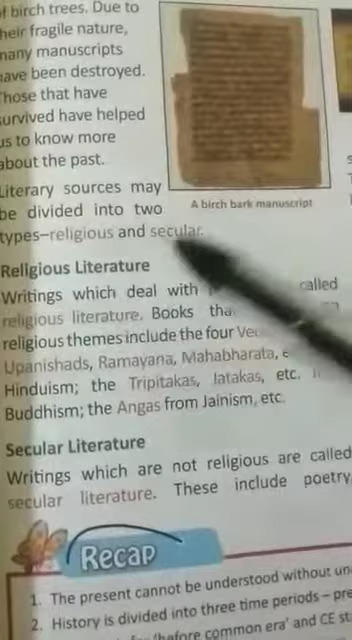 of birch trees. Due to
their fragile nature,
many manuscripts
have been destroyed.
Those that have
survived have helped
us to know more
about the past.
Literary sources may
be divided into two
types–religious and secular.
A birch bark manuscript
Religious Literature
Writings which deal with called
religious literature. Books
religious themes include the four
Upanishads, Ramayana, Mahabharata,
Hinduism; the Tripitakas, Jatakas, etc.
Buddhism; the Angas from Jainism, etc.
Secular Literature
Writings which are not religious are called
secular literature. These include poetry,
Recap
1. The present cannot be understood without
2. History is divided into three time periods – 
'before common era' and CE